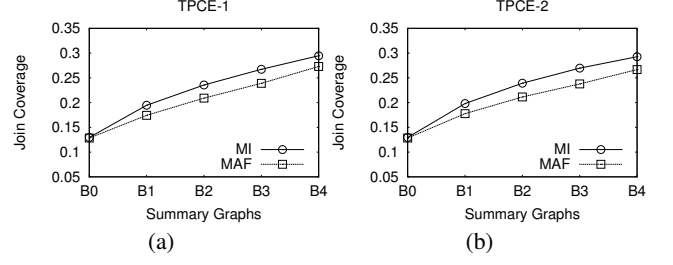 TPCE-1
Join Coverage
0.35
0.3
0.25
0.2
0.15
0.1
0.05
MI
MAF
B0 B1 B2 B3 B4
Summary Graphs
(a)
TPCE-2
Join Coverage
0.35
0.3
0.25
0.2
0.15
0.1
0.05
MI
MAF
B0 B1 B2 B3 B4
Summary Graphs
(b)